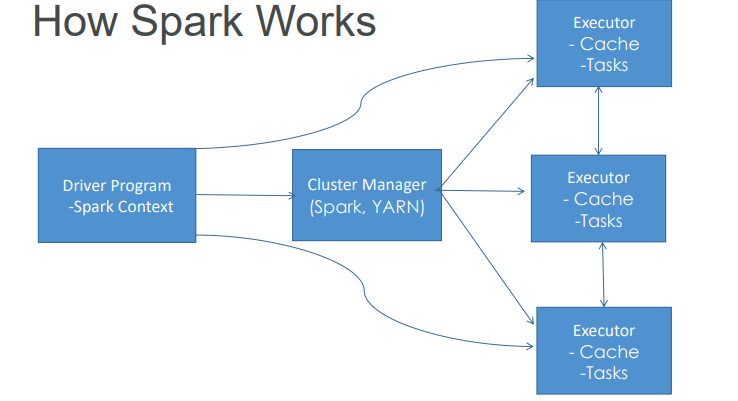 How Spark Works
Executor
- Cache
-Tasks
Driver Program
-Spark Context
Cluster Manager
(Spark, YARN)
Executor
- Cache
-Tasks
Executor
- Cache
-Tasks